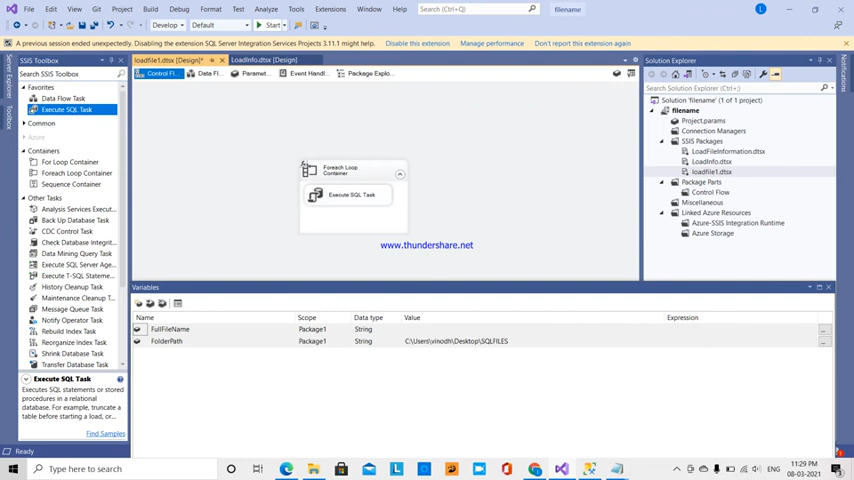 File Edit View Git Project Build Debug Format Test Analyze Tools Extensions Window Help Search (Ctrl+Q) filename L
Develop Default Start
A previous session ended unexpectedly. Disabling the extension SQL Server Integration Services Projects 3.11.1 might help. Disable this extension Manage performance Don't report this extension again
Server Explorer
Toolbox
SSIS Toolbox
Search SSIS Toolbox
Favorites
Data Flow Task
Execute SQL Task
Common
Azure
Containers
For Loop Container
Foreach Loop Container
Sequence Container
Other Tasks
Analysis Services Execut...
Back Up Database Task
CDC Control Task
Check Database Integrit...
Data Mining Query Task
Execute SQL Server Age...
Execute T-SQL Stateme...
History Cleanup Task
Maintenance Cleanup T...
Message Queue Task
Notify Operator Task
Rebuild Index Task
Reorganize Index Task
Shrink Database Task
Transfer Database Task
Execute SQL Task
Executes SQL statements or stored
procedures in a relational
database. For example, truncate a
table before starting a load, or
Find Samples
loadfile1.dtsx [Design]* LoadInfo.dtsx [Design]
Control Fl... Data Fl... Paramet... Event Handl... Package Explo...
Foreach Loop
Container
Execute SQL Task
www.thundershare.net
Variables
Name Scope Data type Value Expression
FullFileName Package1 String
FolderPath Package1 String C:\Users\vinodh\Desktop\SQLFILES
Solution Explorer
Search Solution Explorer (Ctrl+;)
Solution 'filename' (1 of 1 project)
filename
Project.params
Connection Managers
SSIS Packages
LoadFileInformation.dtsx
LoadInfo.dtsx
loadfile1.dtsx
Package Parts
Control Flow
Miscellaneous
Linked Azure Resources
Azure-SSIS Integration Runtime
Azure Storage
Notifications
Ready
Type here to search
ENG 11:29 PM
08-03-2021